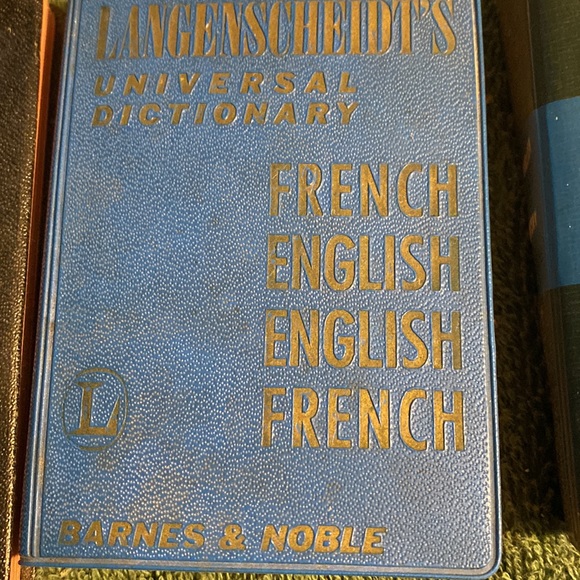 LANGENSCHEIDT'S
UNIVERSAL
DICTIONARY
FRENCH
ENGLISH
ENGLISH
FRENCH
L
BARNES & NOBLE